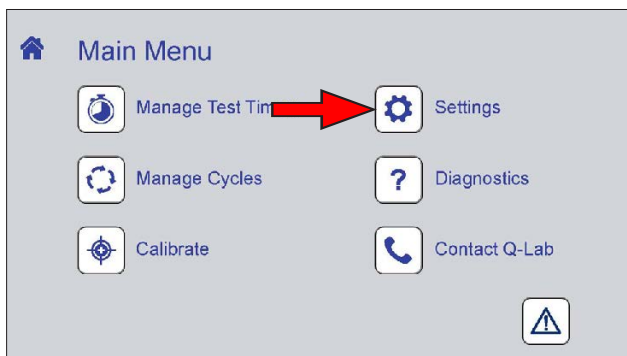 Main Menu
Manage Test Tim
Settings
Manage Cycles
?
Diagnostics
Calibrate
Contact Q-Lab